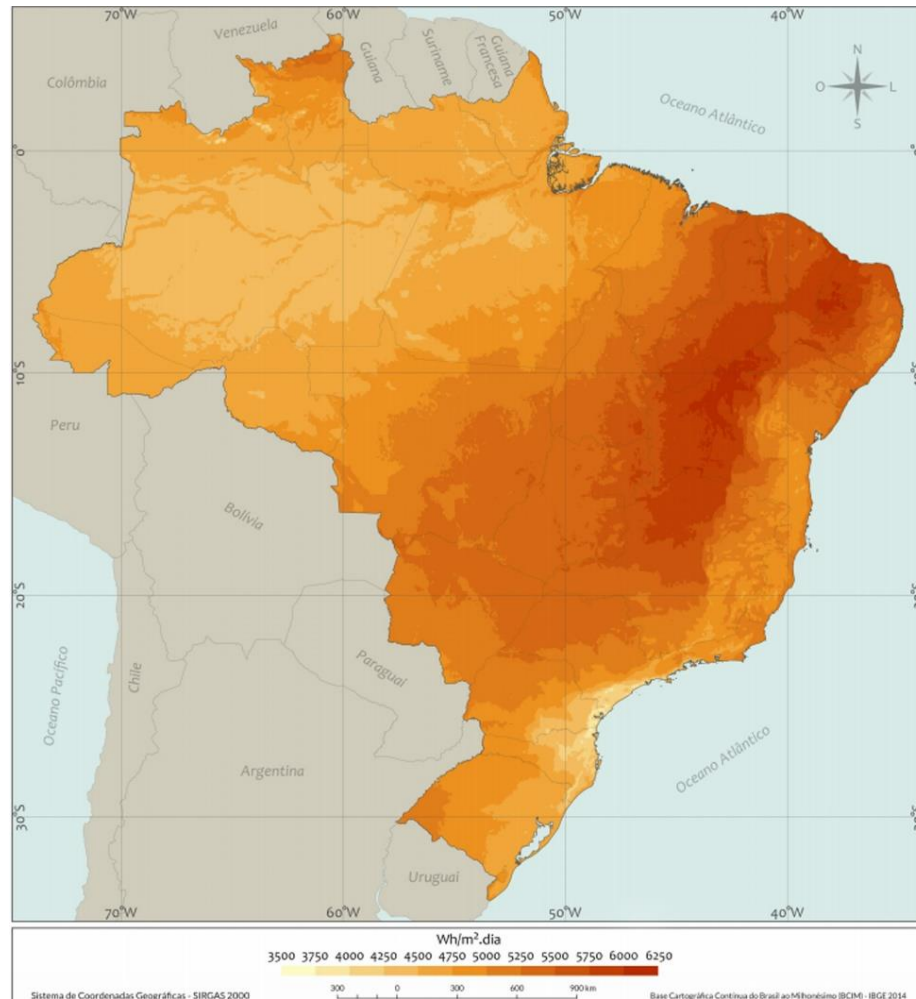 70°W
60°W
50°W
40°W
Venezuela
Colômbia
Guiana
Suriname
Guiana
Francesa
N
O
L
S
Oceano Atlântico
0°
10°S
10°S
Peru
Bolívia
20°S
Oceano Pacífico
Chile
Paraguai
Oceano Atlântico
Argentina
30°S
Uruguai
70°W
60°W
50°W
40°W
Wh/m².dia
3500 3750 4000 4250 4500 4750 5000 5250 5500 5750 6000 6250
Sistema de Coordenadas Geográficas - SIRGAS 2000
300 0 300 600 900 km
Base Cartográfica Contínua do Brasil ao Milhonésimo (BCIM) - IBGE 2014